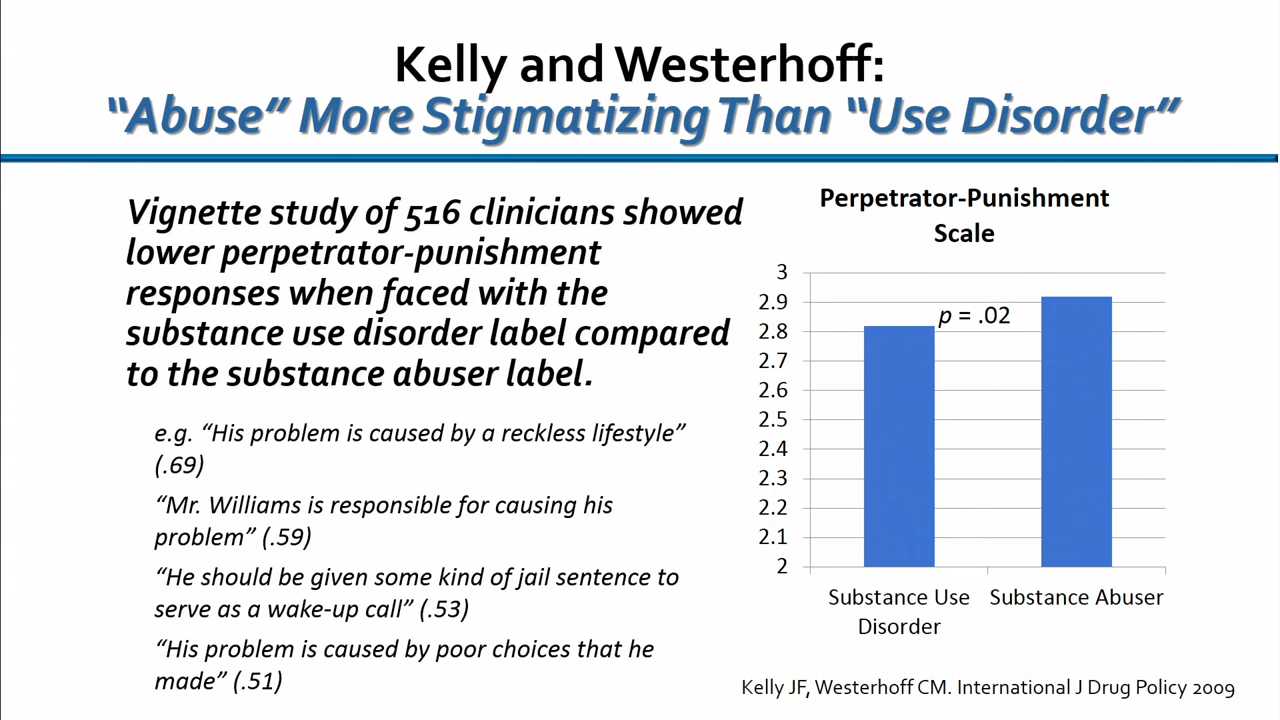 Kelly and Westerhoff:
“Abuse” More Stigmatizing Than “Use Disorder”
Vignette study of 516 clinicians showed
lower perpetrator-punishment
responses when faced with the
substance use disorder label compared
to the substance abuser label.
e.g. “His problem is caused by a reckless lifestyle”
(.69)
“Mr. Williams is responsible for causing his
problem” (.59)
“He should be given some kind of jail sentence to
serve as a wake-up call” (.53)
“His problem is caused by poor choices that he
made” (.51)
Perpetrator-Punishment
Scale
3
2.9
2.8
2.7
2.6
2.5
2.4
2.3
2.2
2.1
2
p = .02
Substance Use
Disorder
Substance Abuser
Kelly JF, Westerhoff CM. International J Drug Policy 2009